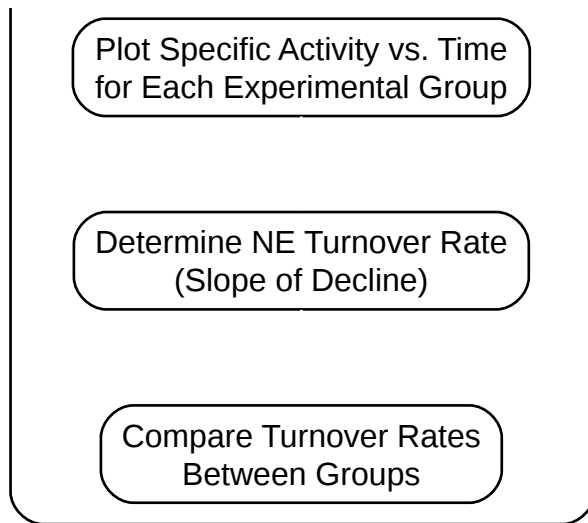 Plot Specific Activity vs. Time
for Each Experimental Group
Determine NE Turnover Rate
(Slope of Decline)
Compare Turnover Rates
Between Groups